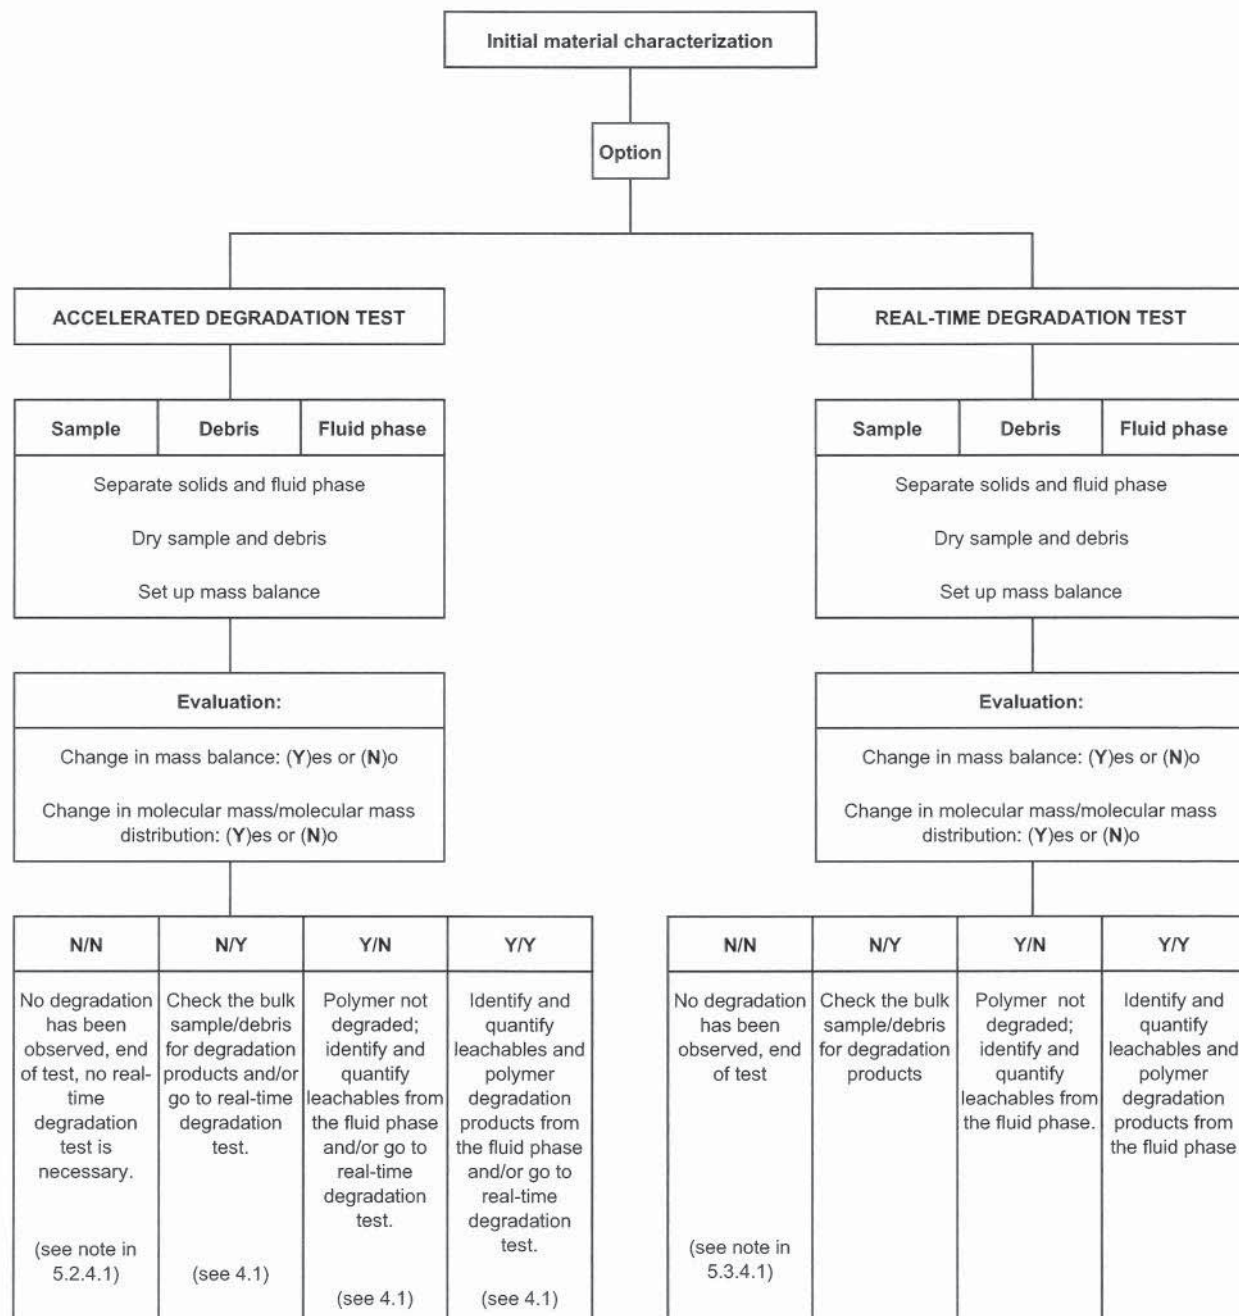 Initial material characterization
Option
ACCELERATED DEGRADATION TEST
Sample
Debris
Fluid phase
Separate solids and fluid phase
Dry sample and debris
Set up mass balance
Evaluation:
Change in mass balance: (Y)es or (N)o
Change in molecular mass/molecular mass
distribution: (Y)es or (N)o
N/N
No degradation
has been
observed, end
of test, no real-
time
degradation
test is
necessary.
(see note in
5.2.4.1)
N/Y
Check the bulk
sample/debris
for degradation
products and/or
go to real-time
degradation
test.
(see 4.1)
Y/N
Polymer not
degraded;
identify and
quantify
leachables from
the fluid phase
and/or go to
real-time
degradation
test.
(see 4.1)
Y/Y
Identify and
quantify
leachables and
polymer
degradation
products from
the fluid phase
and/or go to
real-time
degradation
test.
(see 4.1)
REAL-TIME DEGRADATION TEST
Sample
Debris
Fluid phase
Separate solids and fluid phase
Dry sample and debris
Set up mass balance
Evaluation:
Change in mass balance: (Y)es or (N)o
Change in molecular mass/molecular mass
distribution: (Y)es or (N)o
N/N
No degradation
has been
observed, end
of test
(see note in
5.3.4.1)
N/Y
Check the bulk
sample/debris
for degradation
products
Y/N
Polymer not
degraded;
identify and
quantify
leachables from
the fluid phase.
Y/Y
Identify and
quantify
leachables and
polymer
degradation
products from
the fluid phase